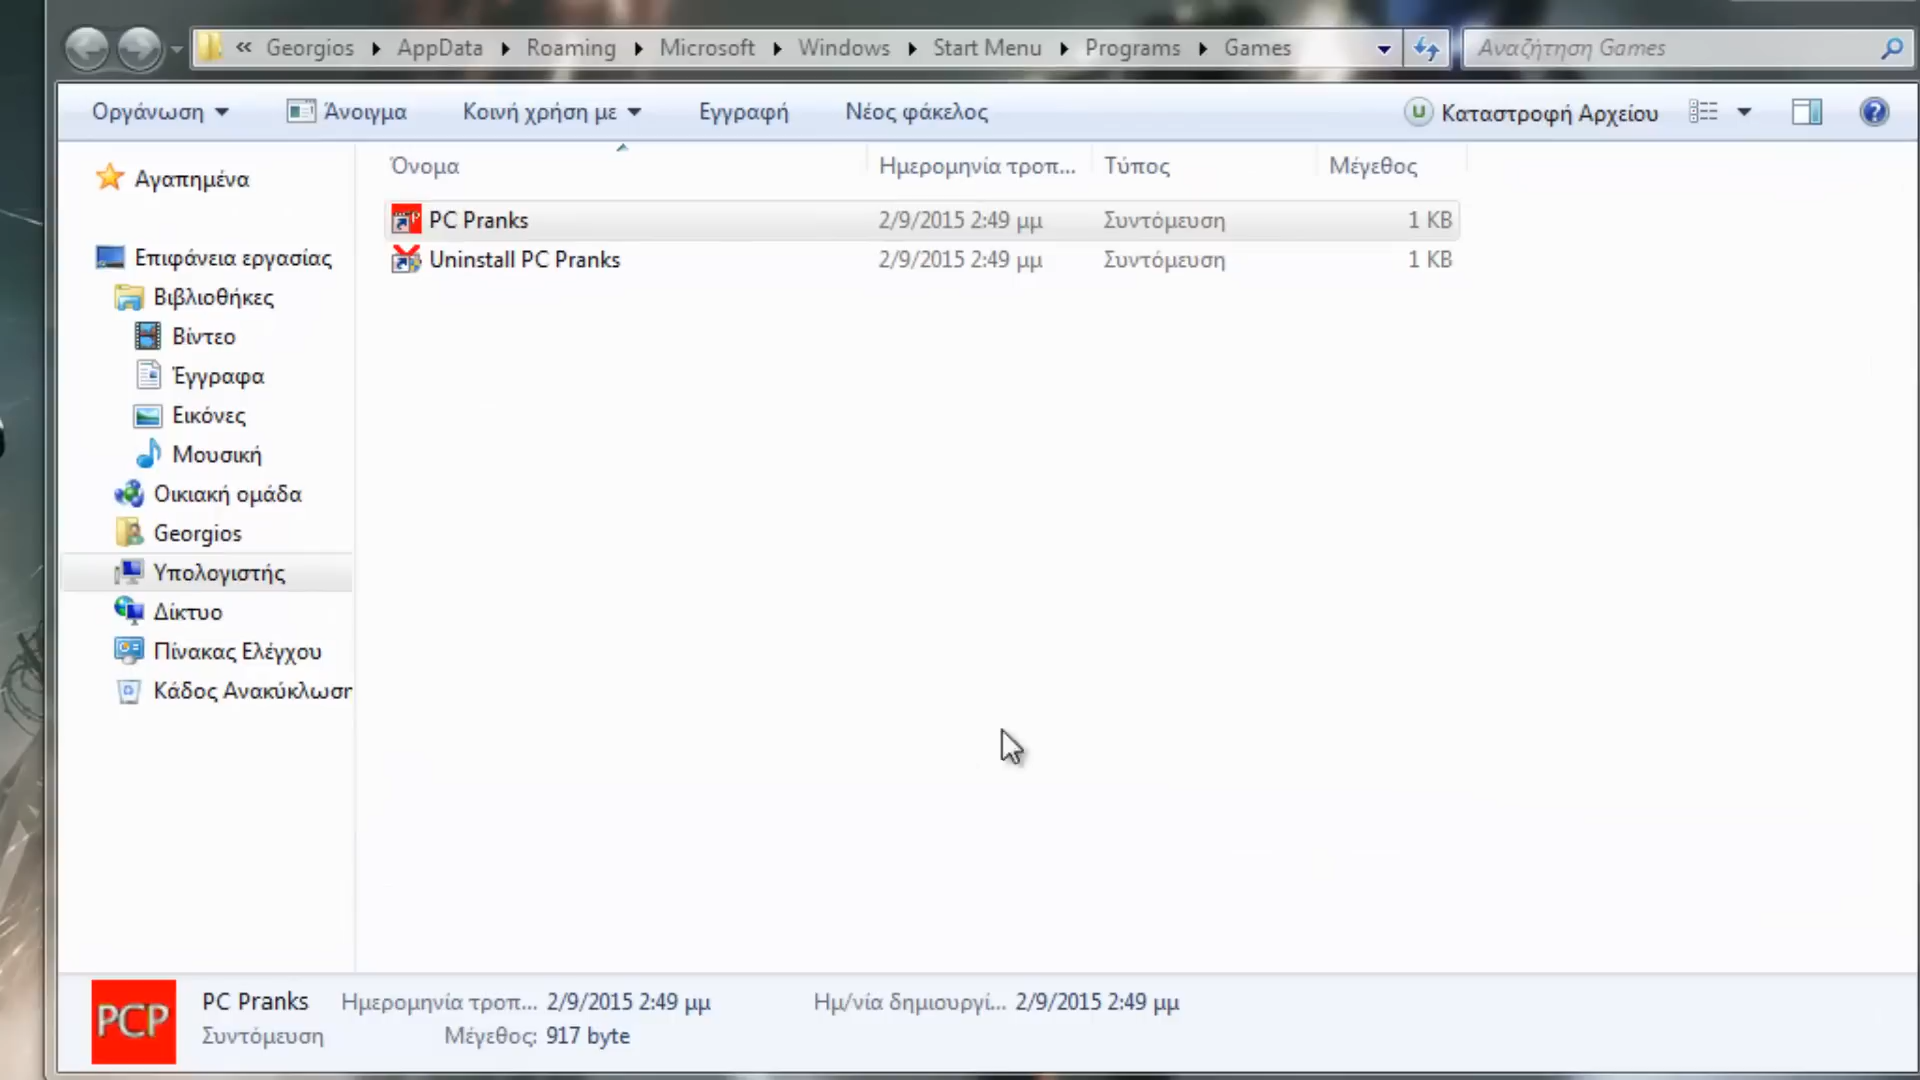 « Georgios ▸ AppData ▸ Roaming ▸ Microsoft ▸ Windows ▸ Start Menu ▸ Programs ▸ Games
Αναζήτηση Games
Οργάνωση Άνοιγμα Κοινή χρήση με Εγγραφή Νέος φάκελος
U Καταστροφή Αρχείου
Όνομα Ημερομηνία τροπ... Τύπος Μέγεθος
PC Pranks 2/9/2015 2:49 μμ Συντόμευση 1 KB
Uninstall PC Pranks 2/9/2015 2:49 μμ Συντόμευση 1 KB
Αγαπημένα
Επιφάνεια εργασίας
Βιβλιοθήκες
Βίντεο
Έγγραφα
Εικόνες
Μουσική
Οικιακή ομάδα
Georgios
Υπολογιστής
Δίκτυο
Πίνακας Ελέγχου
Κάδος Ανακύκλωση
PCP
PC Pranks Ημερομηνία τροπ... 2/9/2015 2:49 μμ Ημ/νία δημιουργί... 2/9/2015 2:49 μμ
Συντόμευση Μέγεθος: 917 byte